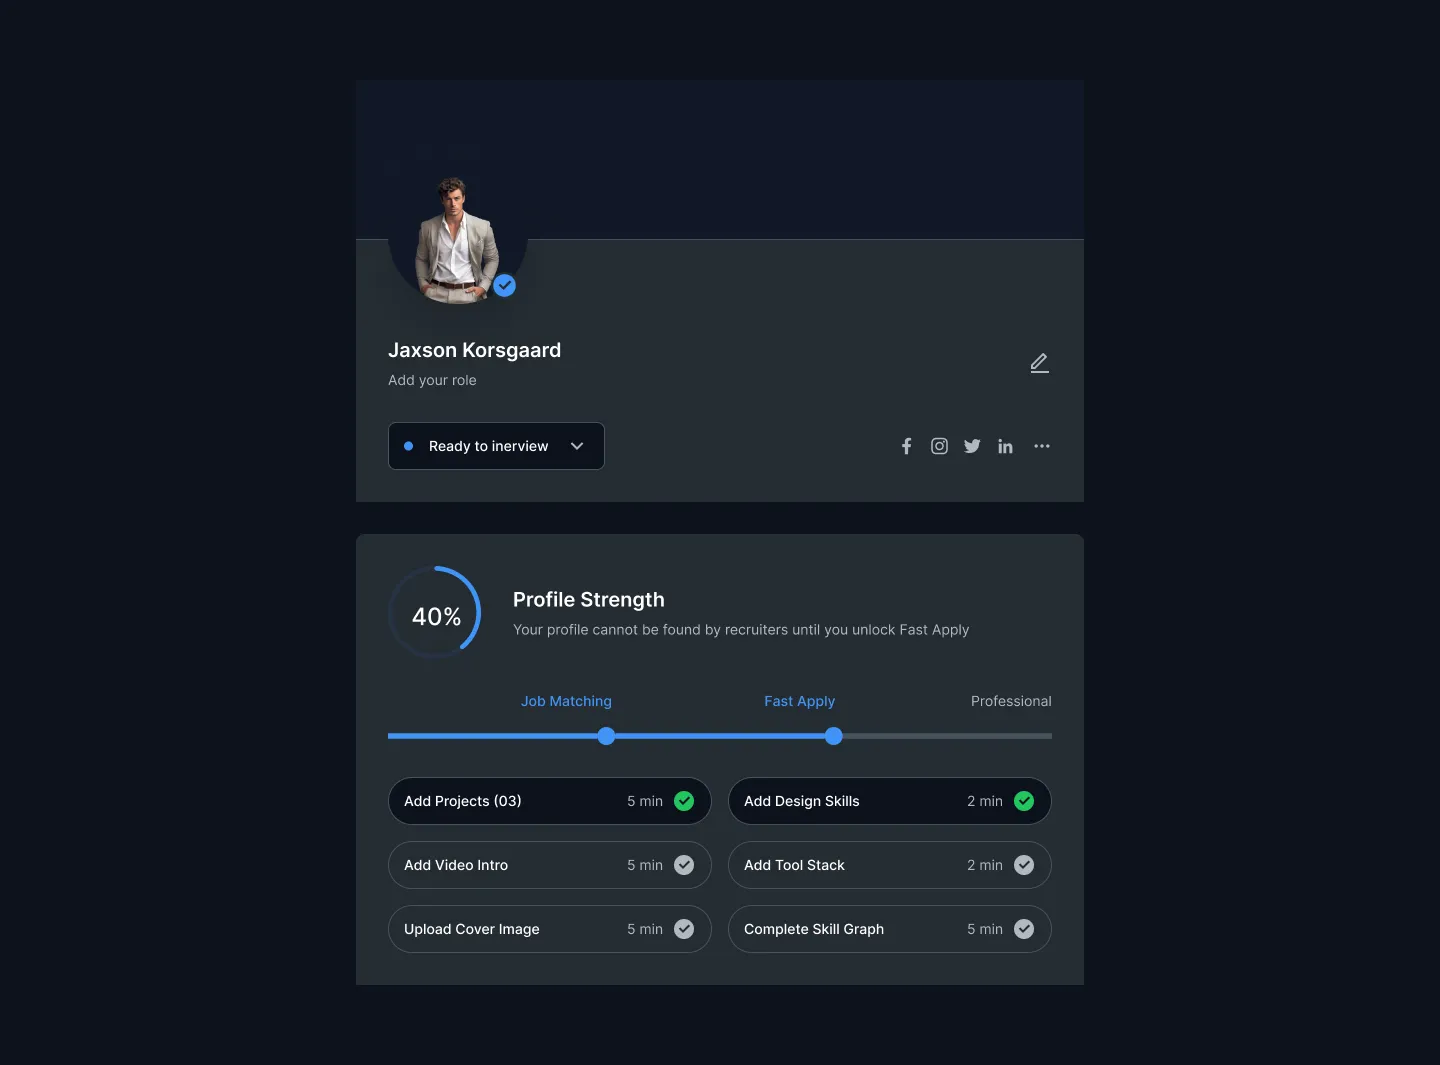 Jaxson Korsgaard
Add your role
Ready to inerview
40%
Profile Strength
Your profile cannot be found by recruiters until you unlock Fast Apply
Job Matching Fast Apply Professional
Add Projects (03) 5 min
Add Design Skills 2 min
Add Video Intro 5 min
Add Tool Stack 2 min
Upload Cover Image 5 min
Complete Skill Graph 5 min